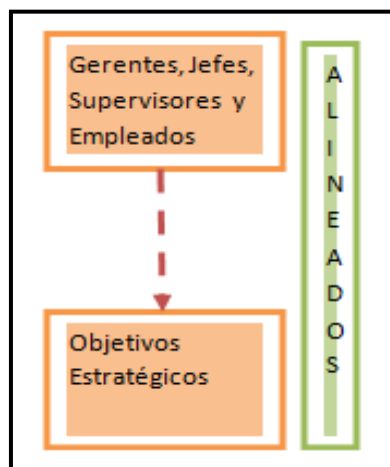 Gerentes, Jefes,
Supervisores y
Empleados
Objetivos
Estratégicos
A
L
I
N
E
A
D
O
S